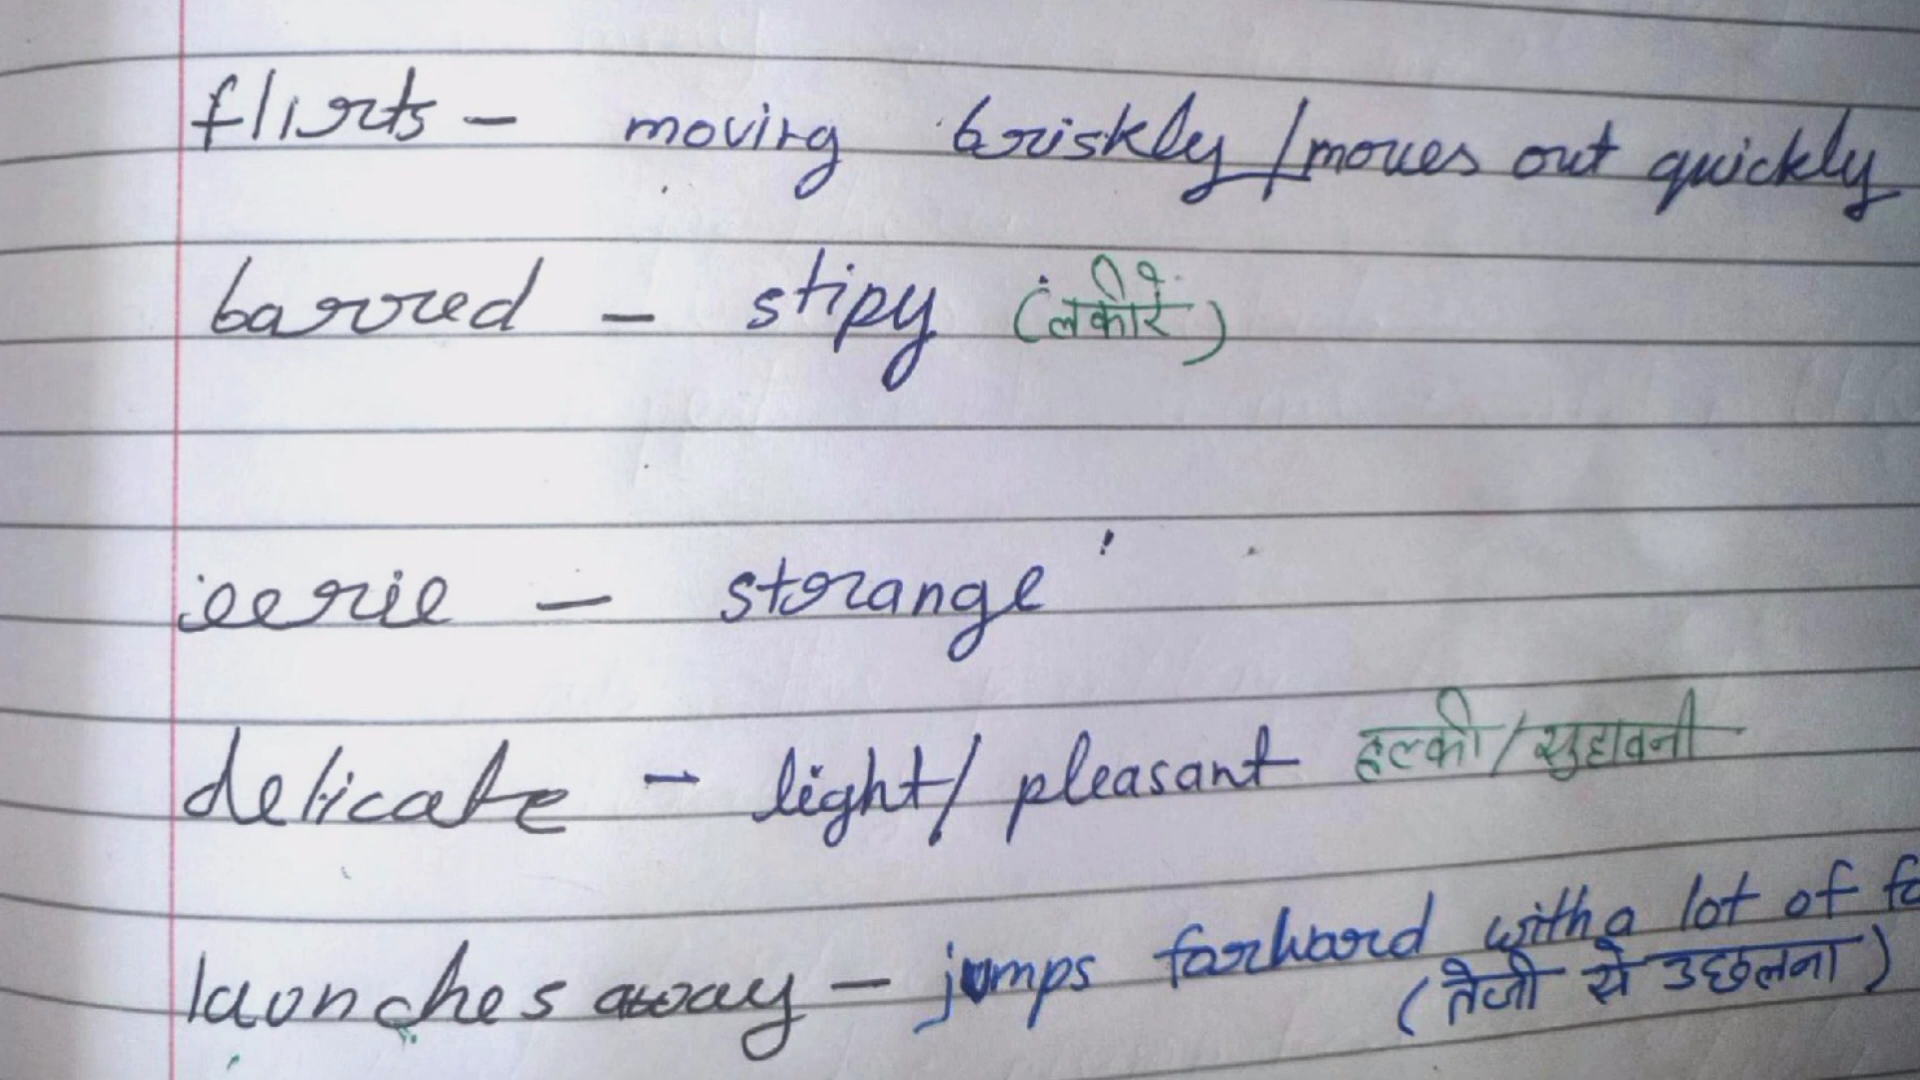 flirts – moving briskly / moves out quickly
barred – stipy (लकीरें)
eerie – strange
delicate – light / pleasant हल्की / सुहावनी
launches away – jumps forward with a lot of
(तेजी से उछलना)